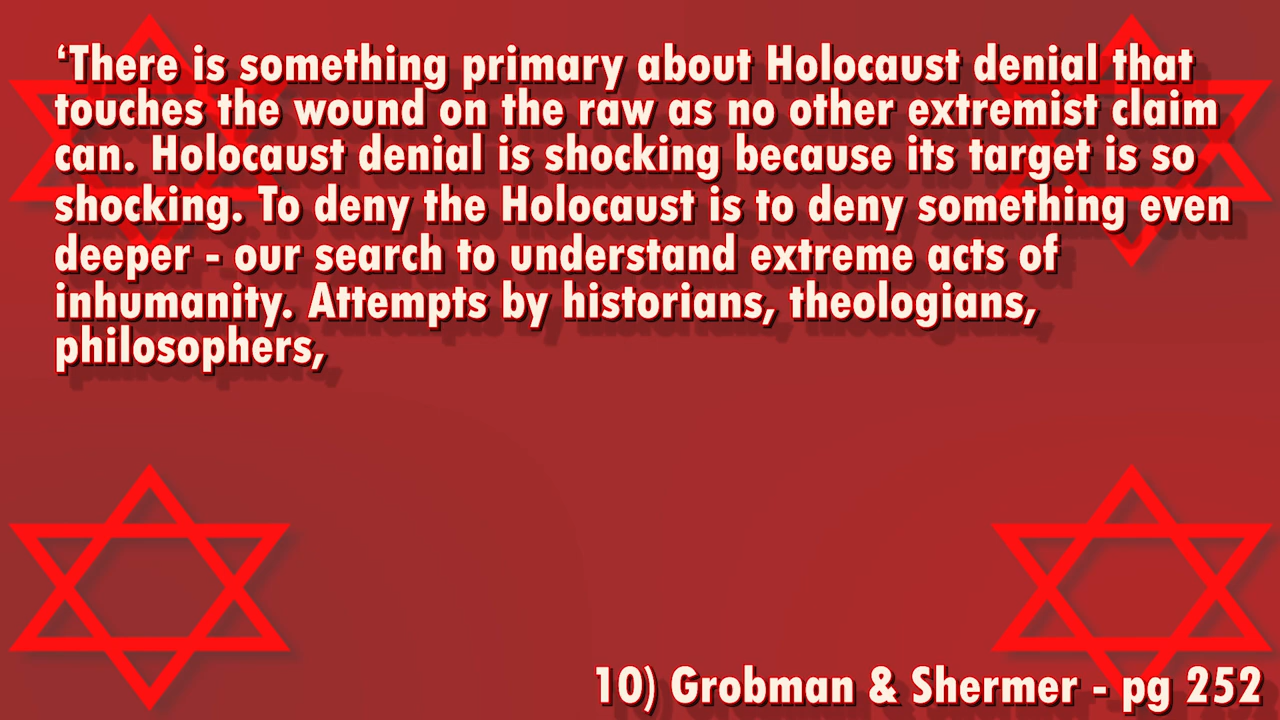 ‘There is something primary about Holocaust denial that
touches the wound on the raw as no other extremist claim
can. Holocaust denial is shocking because its target is so
shocking. To deny the Holocaust is to deny something even
deeper - our search to understand extreme acts of
inhumanity. Attempts by historians, theologians,
philosophers,
10) Grobman & Shermer - pg 252